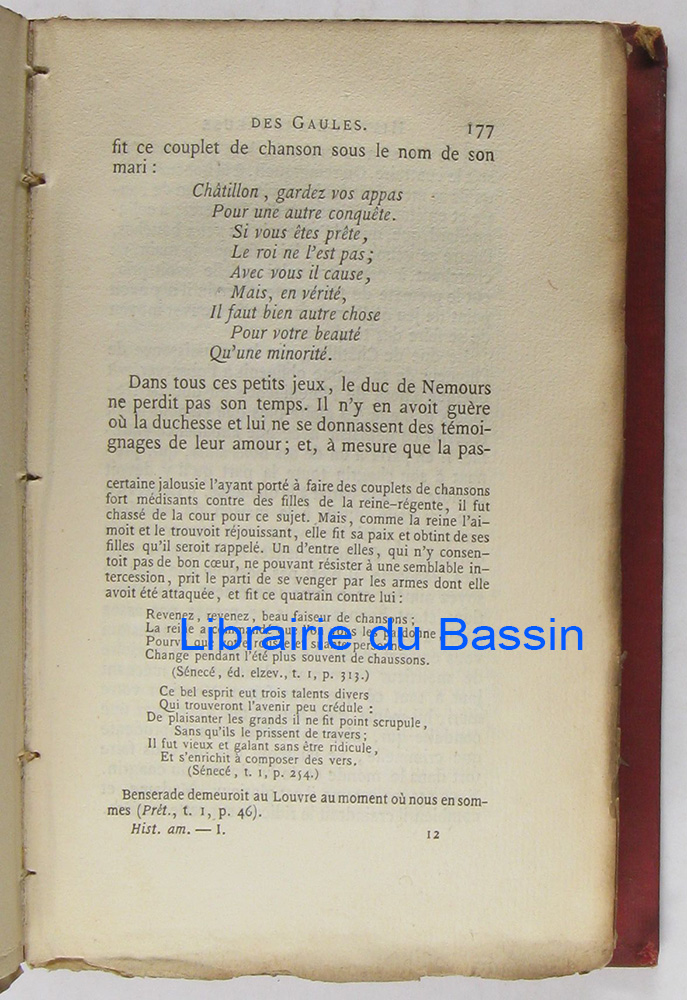 DES GAULES. 177
fit ce couplet de chanson sous le nom de son
mari :
Châtillon, gardez vos appas
Pour une autre conquête.
Si vous êtes prête,
Le roi ne l'est pas;
Avec vous il cause,
Mais, en vérité,
Il faut bien autre chose
Pour votre beauté
Qu'une minorité.
Dans tous ces petits jeux, le duc de Nemours
ne perdit pas son temps. Il n'y en avoit guère
où la duchesse et lui ne se donnassent des témoi-
gnages de leur amour; et, à mesure que la pas-
certaine jalousie l'ayant porté à faire des couplets de chansons
fort médisants contre des filles de la reine-régente, il fut
chassé de la cour pour ce sujet. Mais, comme la reine l'ai-
moit et le trouvoit réjouissant, elle fit sa paix et obtint de ses
filles qu'il seroit rappelé. Un d'entre elles, qui n'y consen-
toit pas de bon cœur, ne pouvant résister à une semblable in-
tercession, prit le parti de se venger par les armes dont elle
avoit été attaquée, et fit ce quatrain contre lui :
Revenez, revenez, beau faiseur de chansons;
La reine a les pardonne
Librairie du Bassin
Pourvu
Change pendant l'été plus souvent de chaussons.
(Sénecé, éd. elzev., t. 1, p. 313.)
Ce bel esprit eut trois talents divers
Qui trouveront l'avenir peu crédule :
De plaisanter les grands il ne fit point scrupule,
Sans qu'ils le prissent de travers;
Il fut vieux et galant sans être ridicule,
Et s'enrichit à composer des vers.
(Sénecé, t. 1, p. 254.)
Benserade demeuroit au Louvre au moment où nous en som-
mes (Prét., t. 1, p. 46).
Hist. am. — I. 12